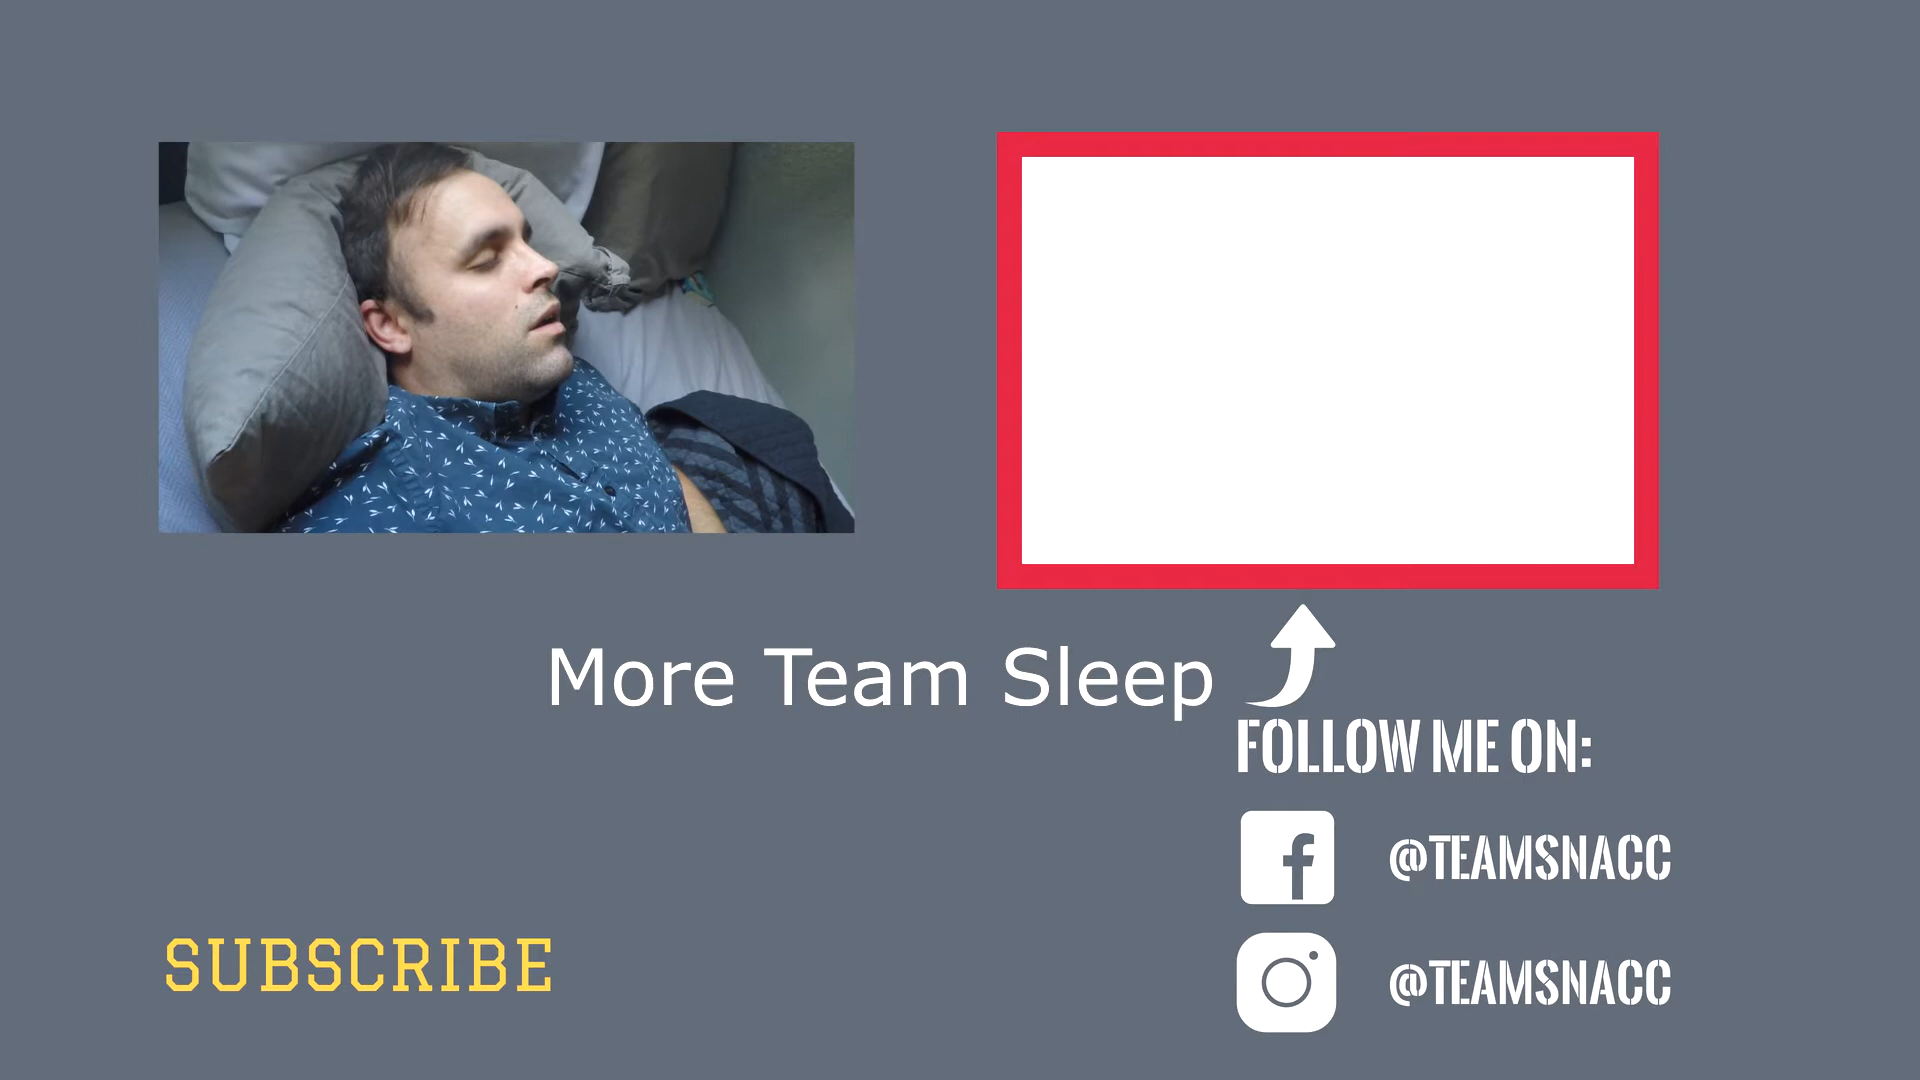 More Team Sleep
FOLLOW ME ON:
@TEAMSNACC
@TEAMSNACC
SUBSCRIBE